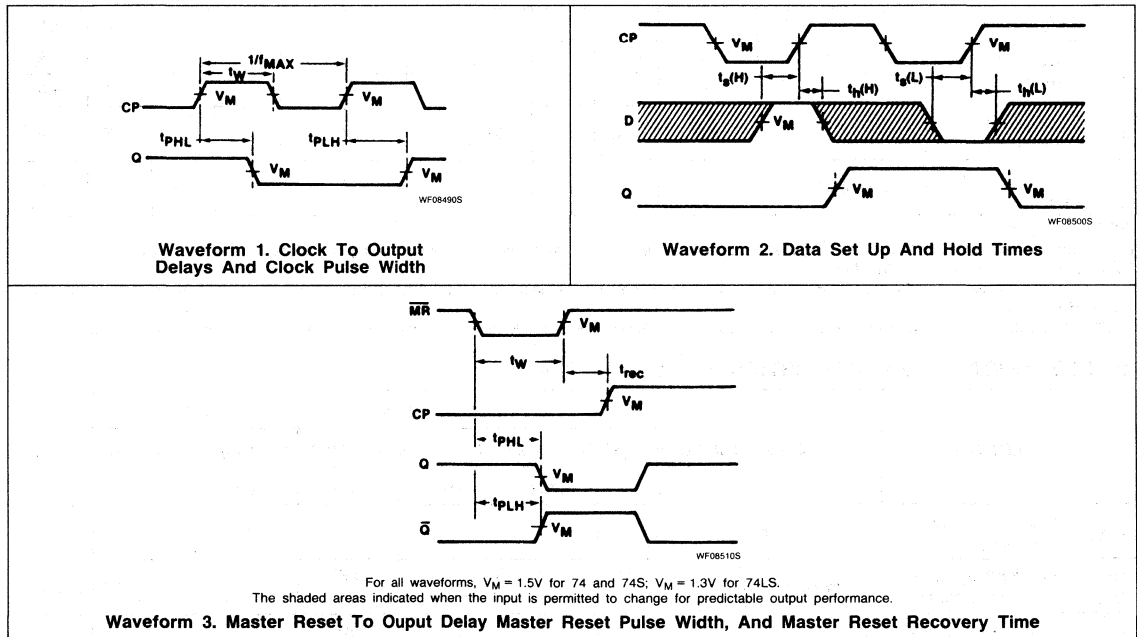 1/fMAX
tW
CP
VM
VM
tPHL
tPLH
Q
VM
VM
WF08490S
Waveform 1. Clock To Output
Delays And Clock Pulse Width
CP
VM
VM
ts(H)
th(H)
ts(L)
th(L)
D
VM
Q
VM
VM
WF08500S
Waveform 2. Data Set Up And Hold Times
MR
VM
tW
trec
CP
VM
tPHL
Q
VM
tPLH
Q
VM
WF08510S
For all waveforms, VM = 1.5V for 74 and 74S; VM = 1.3V for 74LS.
The shaded areas indicated when the input is permitted to change for predictable output performance.
Waveform 3. Master Reset To Ouput Delay Master Reset Pulse Width, And Master Reset Recovery Time